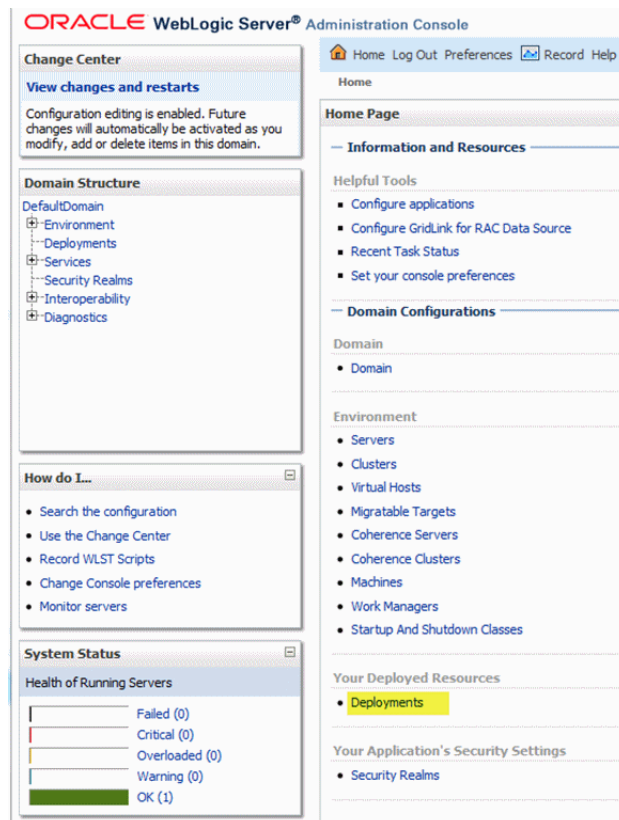 ORACLE WebLogic Server® Administration Console
Change Center
View changes and restarts
Configuration editing is enabled. Future
changes will automatically be activated as you
modify, add or delete items in this domain.
Domain Structure
DefaultDomain
Environment
Deployments
Services
Security Realms
Interoperability
Diagnostics
How do I...
Search the configuration
Use the Change Center
Record WLST Scripts
Change Console preferences
Monitor servers
System Status
Health of Running Servers
Failed (0)
Critical (0)
Overloaded (0)
Warning (0)
OK (1)
Home Log Out Preferences Record Help
Home
Home Page
Information and Resources
Helpful Tools
Configure applications
Configure GridLink for RAC Data Source
Recent Task Status
Set your console preferences
Domain Configurations
Domain
Domain
Environment
Servers
Clusters
Virtual Hosts
Migratable Targets
Coherence Servers
Coherence Clusters
Machines
Work Managers
Startup And Shutdown Classes
Your Deployed Resources
Deployments
Your Application's Security Settings
Security Realms